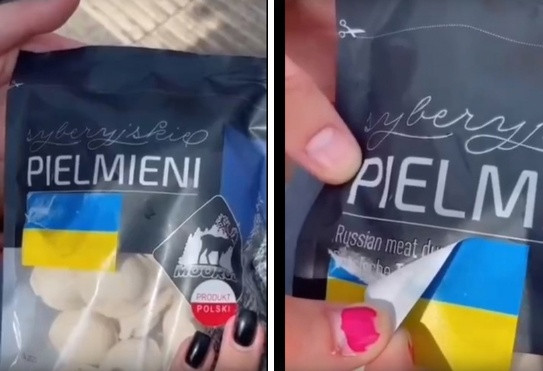 syberyjskie
PIELMIENI
PRODUKT
POLSKI
syberyj
PIELM
Russian meat du